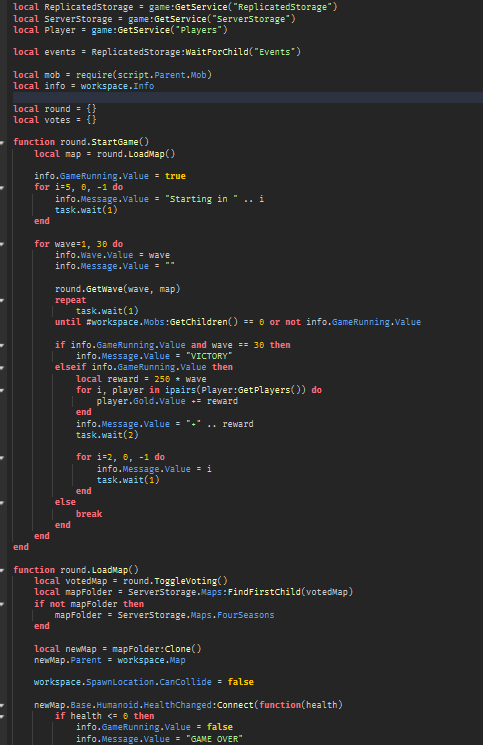 local ReplicatedStorage = game:GetService("ReplicatedStorage")
local ServerStorage = game:GetService("ServerStorage")
local Player = game:GetService("Players")
local events = ReplicatedStorage:WaitForChild("Events")
local mob = require(script.Parent.Mob)
local info = workspace.Info
local round = {}
local votes = {}
function round.StartGame()
local map = round.LoadMap()
info.GameRunning.Value = true
for i=5, 0, -1 do
info.Message.Value = "Starting in " .. i
task.wait(1)
end
for wave=1, 30 do
info.Wave.Value = wave
info.Message.Value = ""
round.GetWave(wave, map)
repeat
task.wait(1)
until #workspace.Mobs:GetChildren() == 0 or not info.GameRunning.Value
if info.GameRunning.Value and wave == 30 then
info.Message.Value = "VICTORY"
elseif info.GameRunning.Value then
local reward = 250 * wave
for i, player in ipairs(Player:GetPlayers()) do
player.Gold.Value += reward
end
info.Message.Value = "+" .. reward
task.wait(2)
for i=2, 0, -1 do
info.Message.Value = i
task.wait(1)
end
else
break
end
end
end
function round.LoadMap()
local votedMap = round.ToggleVoting()
local mapFolder = ServerStorage.Maps:FindFirstChild(votedMap)
if not mapFolder then
mapFolder = ServerStorage.Maps.FourSeasons
end
local newMap = mapFolder:Clone()
newMap.Parent = workspace.Map
workspace.SpawnLocation.CanCollide = false
newMap.Base.Humanoid.HealthChanged:Connect(function(health)
if health <= 0 then
info.GameRunning.Value = false
info.Message.Value = "GAME OVER"